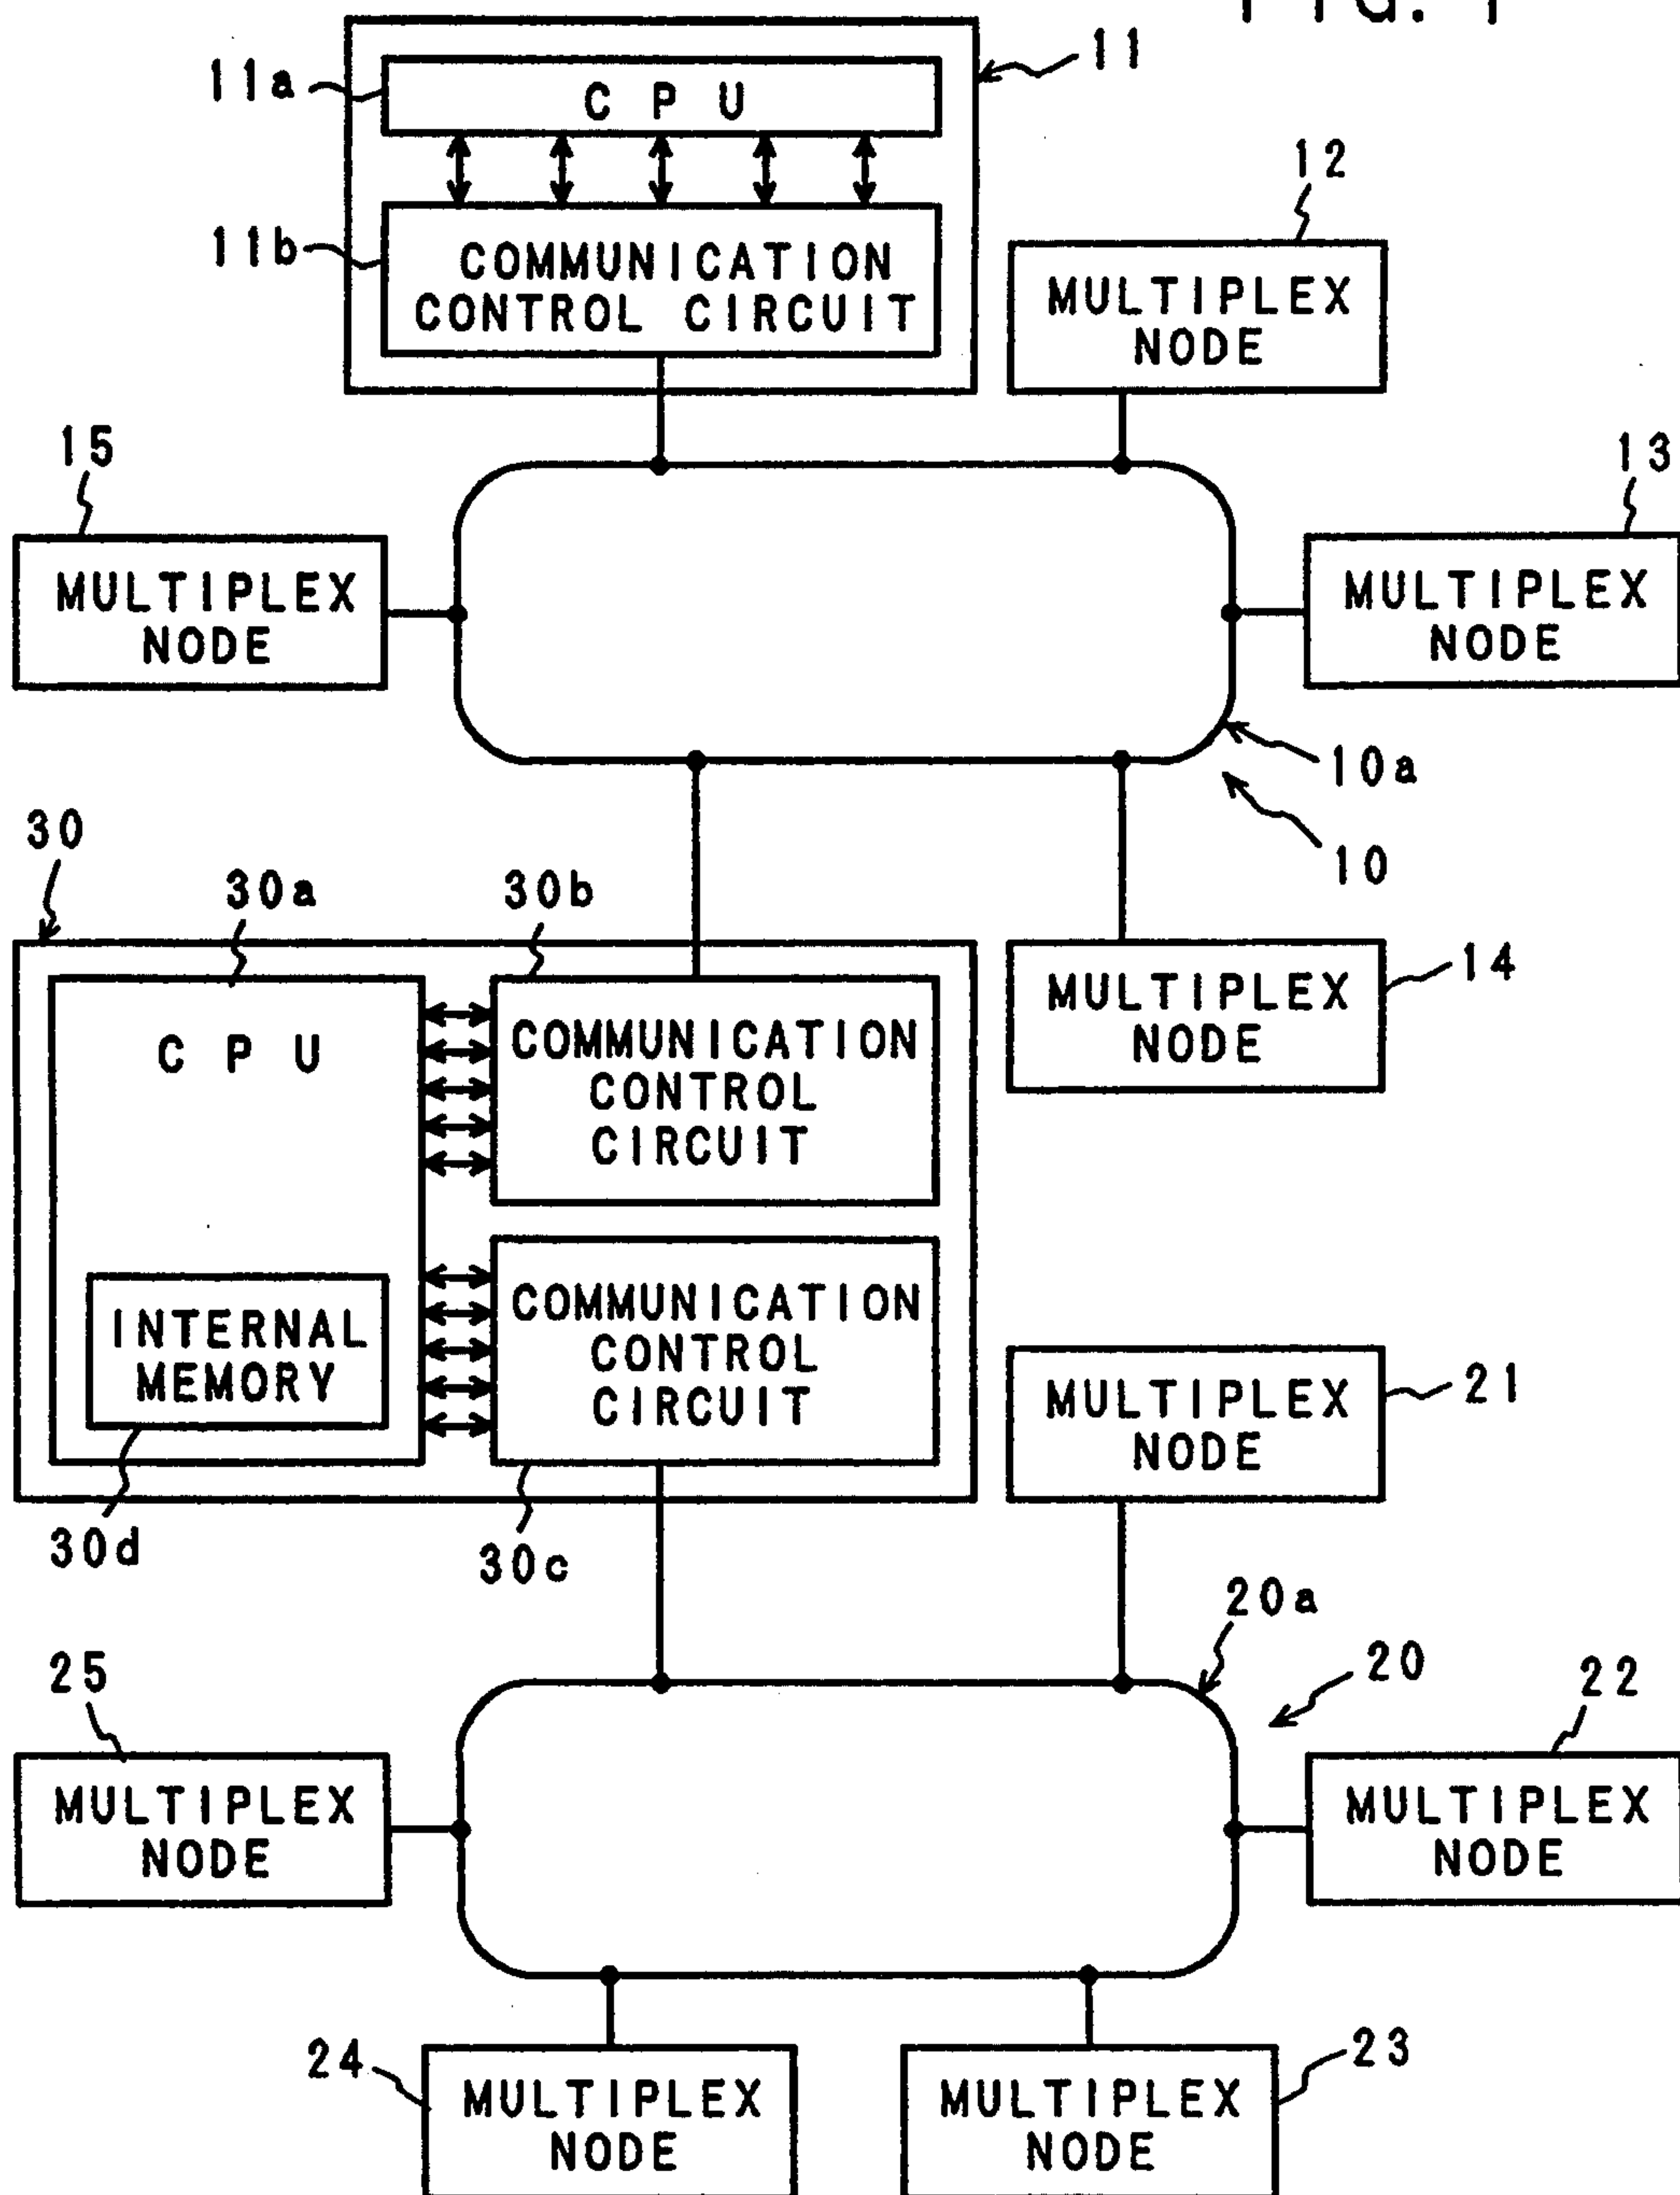 FIG. 1
11a
CPU
11
11b
COMMUNICATION
CONTROL CIRCUIT
12
MULTIPLEX
NODE
15
MULTIPLEX
NODE
13
MULTIPLEX
NODE
10a
10
30
30a
CPU
30b
COMMUNICATION
CONTROL
CIRCUIT
14
MULTIPLEX
NODE
INTERNAL
MEMORY
30d
COMMUNICATION
CONTROL
CIRCUIT
30c
21
MULTIPLEX
NODE
20a
20
25
MULTIPLEX
NODE
22
MULTIPLEX
NODE
24
MULTIPLEX
NODE
23
MULTIPLEX
NODE